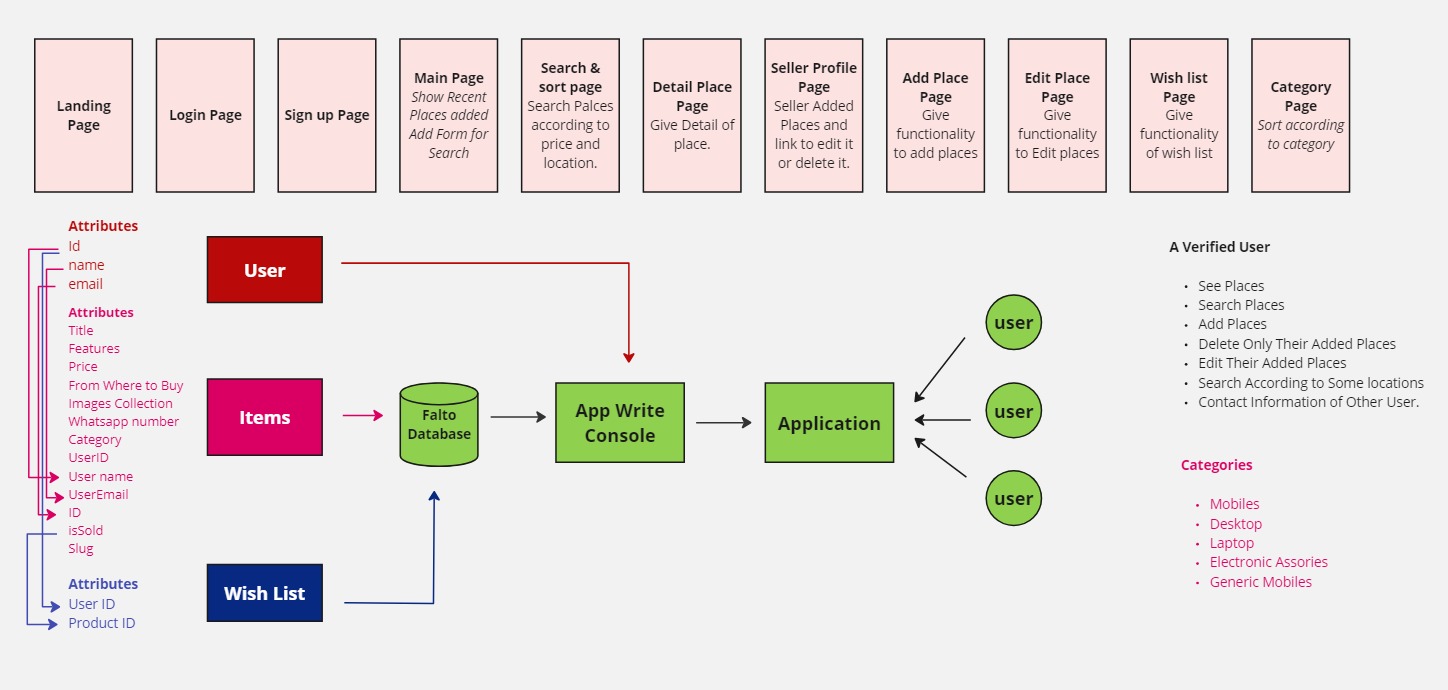 Landing
Page
Login Page
Sign up Page
Main Page
Show Recent
Places added
Add Form for
Search
Search &
sort page
Search Palces
according to
price and
location.
Detail Place
Page
Give Detail of
place.
Seller Profile
Page
Seller Added
Places and
link to edit it
or delete it.
Add Place
Page
Give
functionality
to add places
Edit Place
Page
Give
functionality
to Edit places
Wish list
Page
Give
functionality
of wish list
Category
Page
Sort according
to category
Attributes
Id
name
email
Attributes
Title
Features
Price
From Where to Buy
Images Collection
Whatsapp number
Category
UserID
User name
UserEmail
ID
isSold
Slug
Attributes
User ID
Product ID
User
Items
Wish List
Falto
Database
App Write
Console
Application
user
user
user
A Verified User
• See Places
• Search Places
• Add Places
• Delete Only Their Added Places
• Edit Their Added Places
• Search According to Some locations
• Contact Information of Other User.
Categories
• Mobiles
• Desktop
• Laptop
• Electronic Assories
• Generic Mobiles